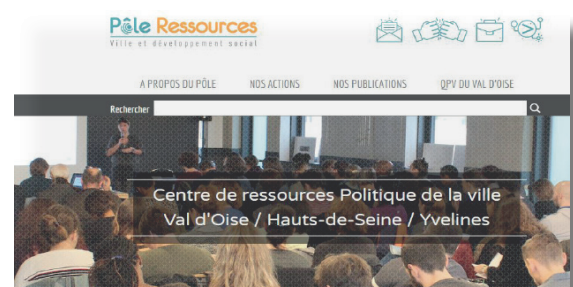 Pôle Ressources
Ville et développement social
A PROPOS DU PÔLE NOS ACTIONS NOS PUBLICATIONS QPV DU VAL D'OISE
Rechercher
Centre de ressources Politique de la ville
Val d'Oise / Hauts-de-Seine / Yvelines